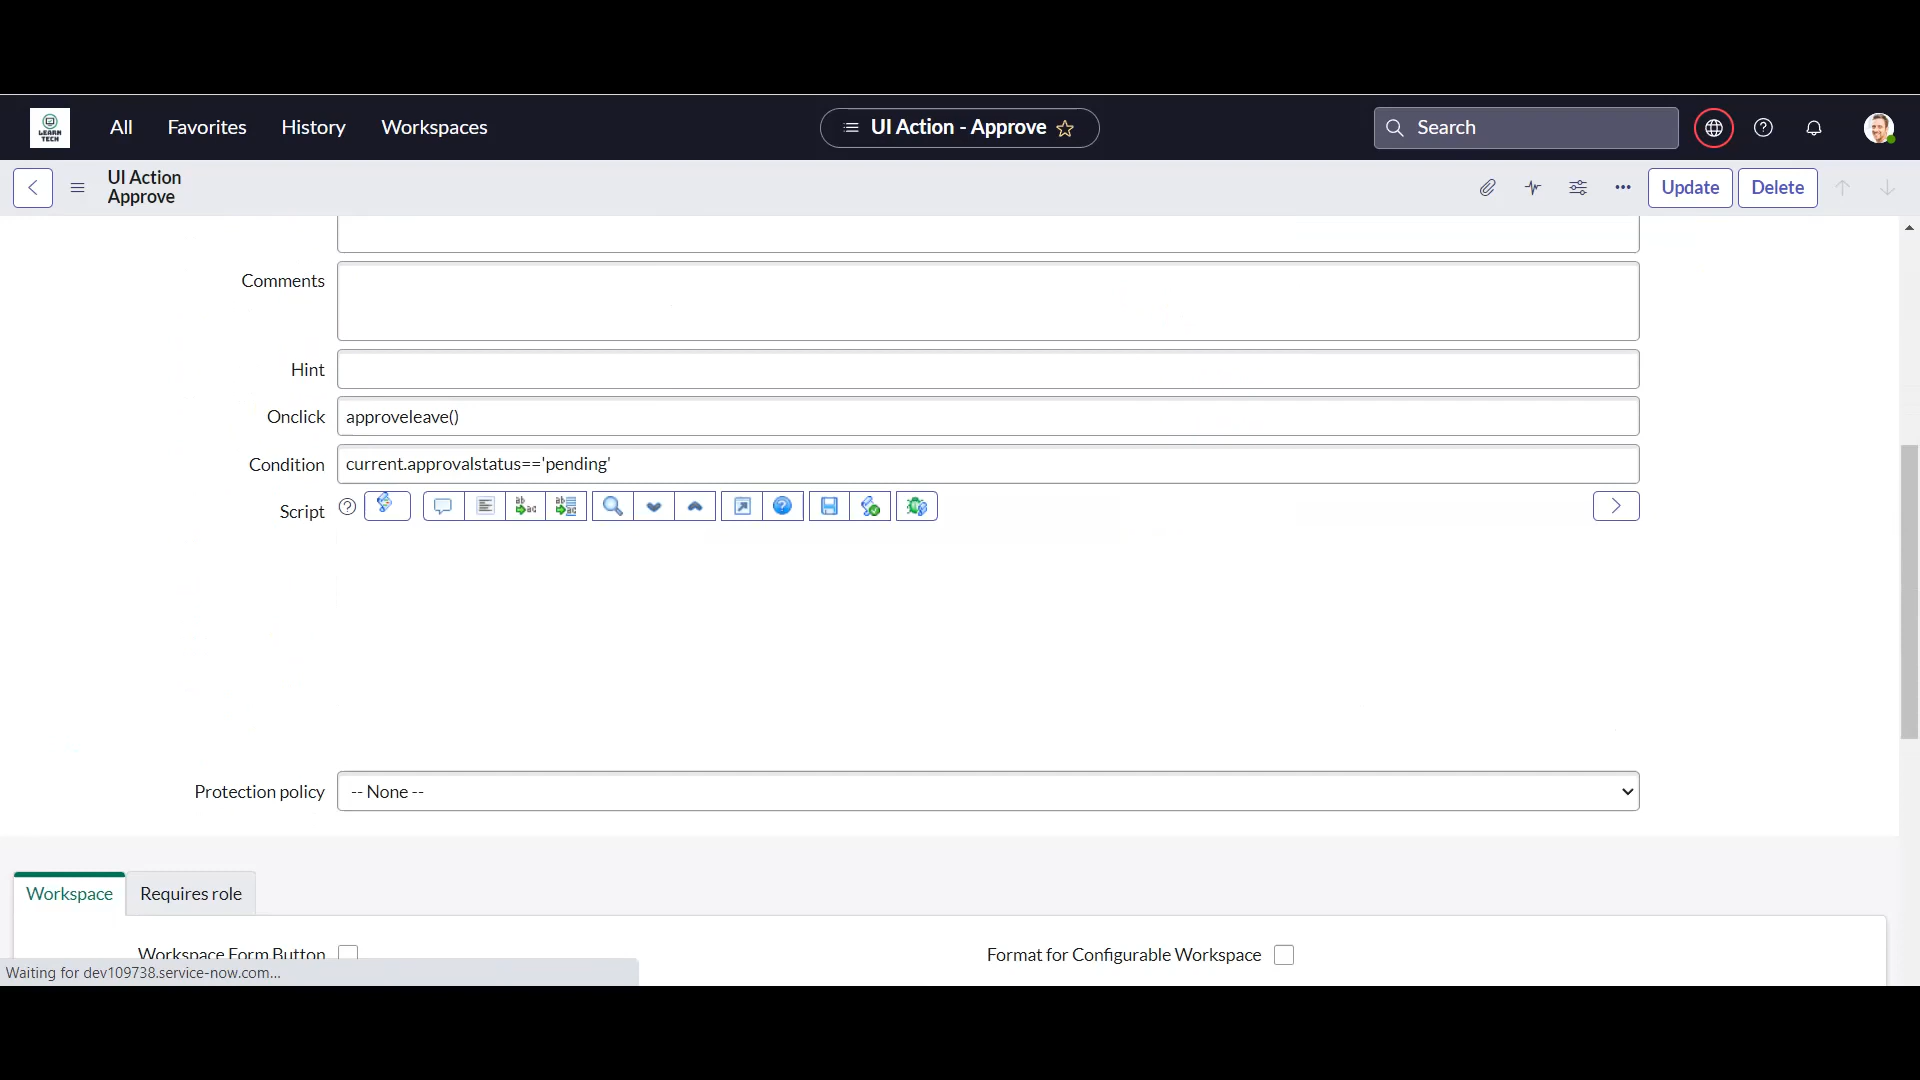 LEARN
TECH
All
Favorites
History
Workspaces
UI Action - Approve
Search
UI Action
Approve
Update
Delete
Comments
Hint
Onclick
approveleave()
Condition
current.approvalstatus=='pending'
Script
Protection policy
-- None --
Workspace
Requires role
Workspace Form Button
Format for Configurable Workspace
Waiting for dev109738.service-now.com...